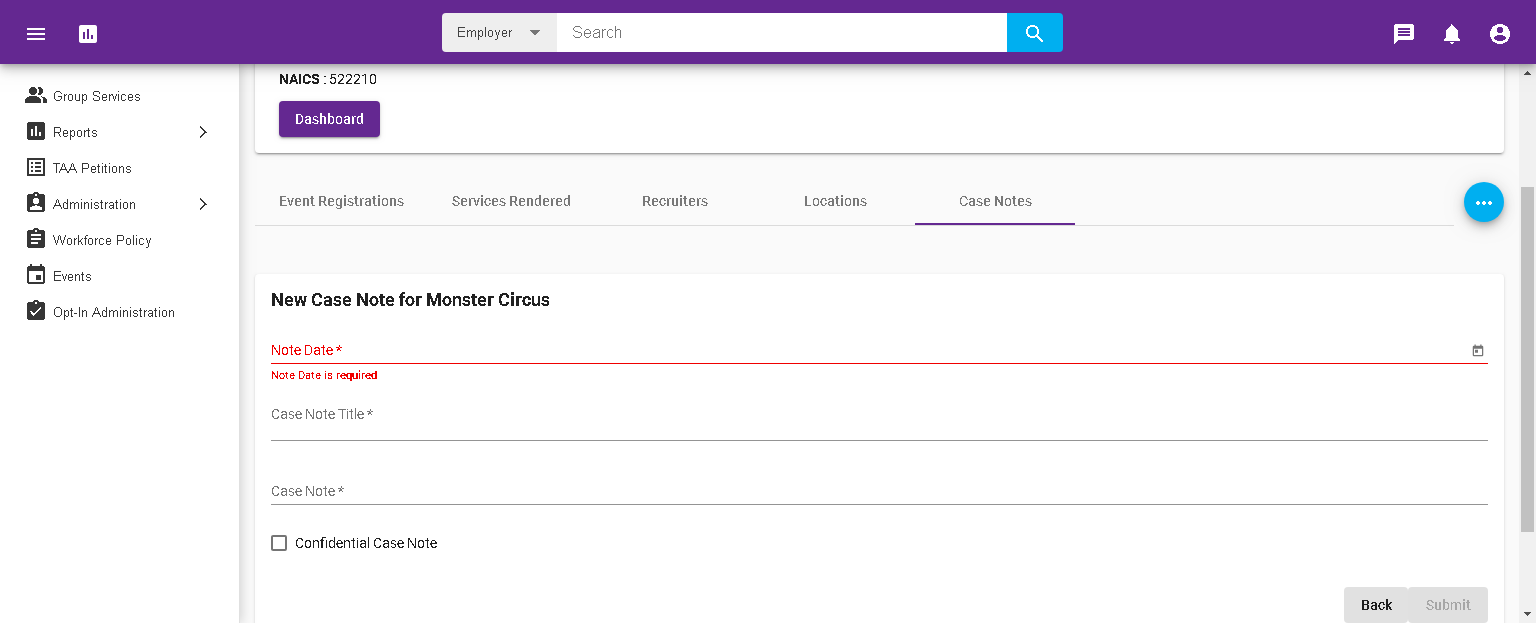 Employer
Search
Group Services
Reports
TAA Petitions
Administration
Workforce Policy
Events
Opt-In Administration
NAICS : 522210
Dashboard
Event Registrations Services Rendered Recruiters Locations Case Notes
New Case Note for Monster Circus
Note Date *
Note Date is required
Case Note Title *
Case Note *
Confidential Case Note
Back Submit